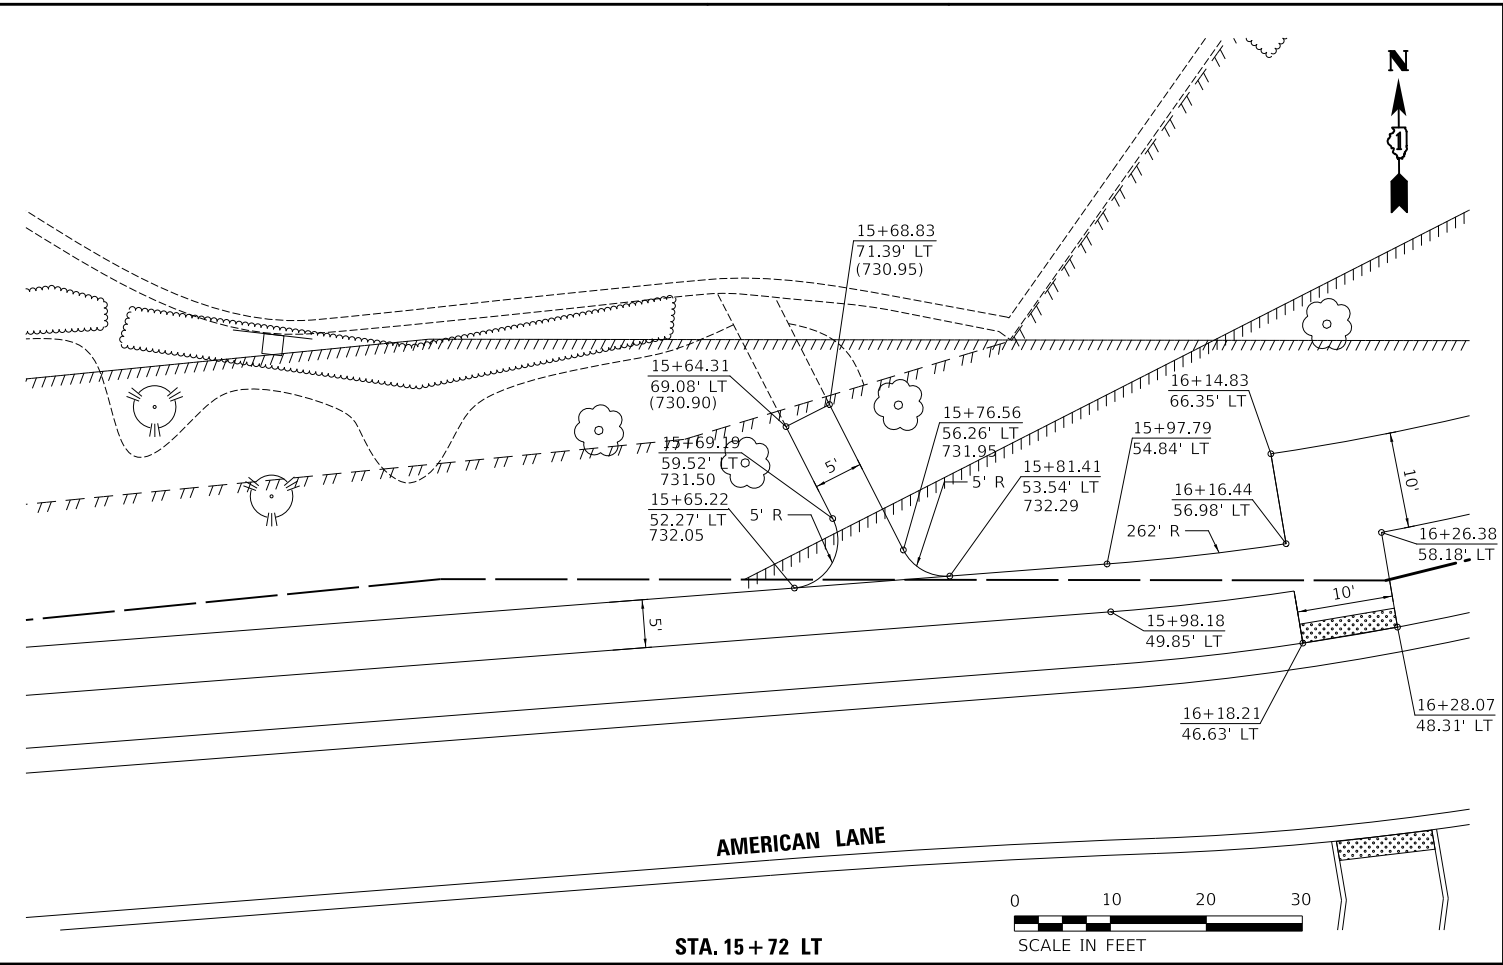 N
1
15+68.83
71.39' LT
(730.95)
15+64.31
69.08' LT
(730.90)
16+14.83
66.35' LT
15+76.56
56.26' LT
731.95
15+97.79
54.84' LT
15+69.19
59.52' LT
731.50
5'
15+81.41
53.54' LT
732.29
5' R
10'
15+65.22
52.27' LT
732.05
5' R
16+16.44
56.98' LT
262' R
16+26.38
58.18' LT
10'
5'
15+98.18
49.85' LT
16+18.21
46.63' LT
16+28.07
48.31' LT
AMERICAN LANE
0 10 20 30
SCALE IN FEET
STA. 15+72 LT